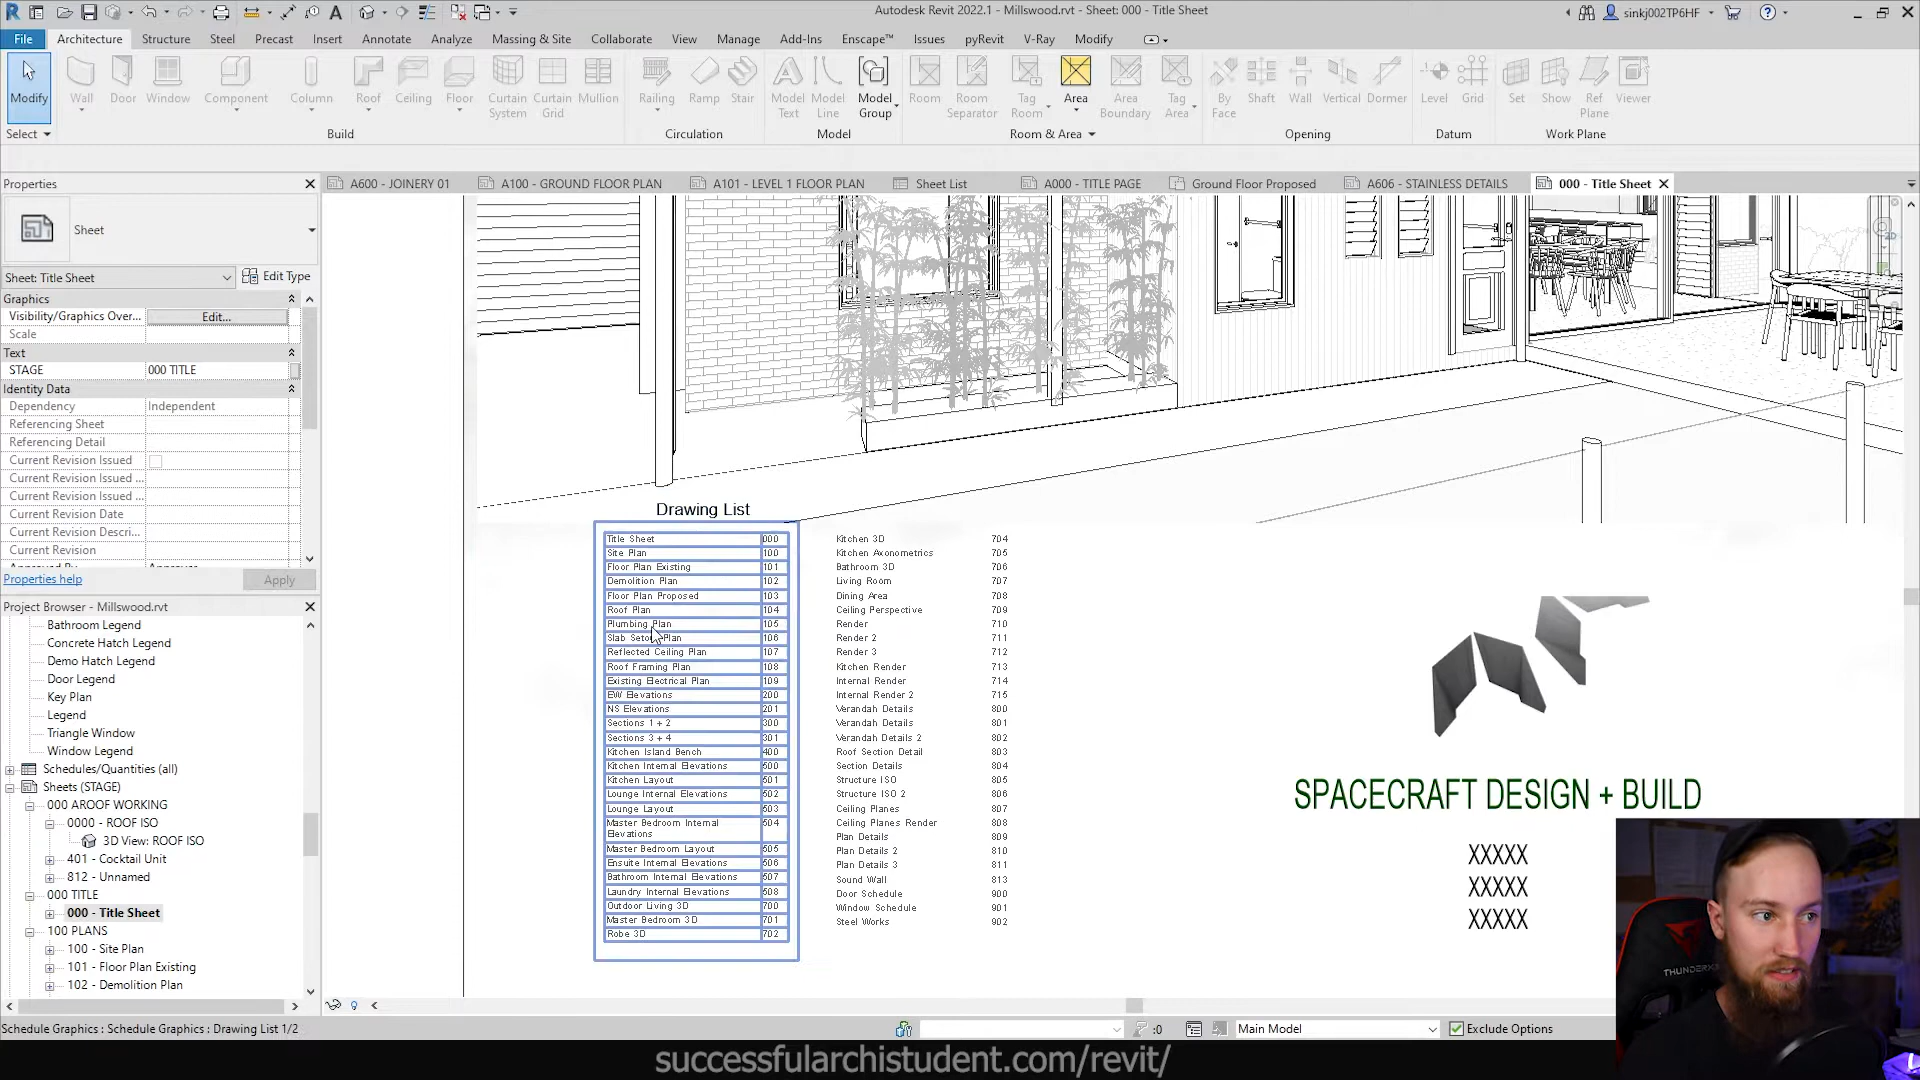 Autodesk Revit 2022.1 - Millswood.rvt - Sheet: 000 - Title Sheet
sinkj002TP6HF
File Architecture Structure Steel Precast Insert Annotate Analyze Massing & Site Collaborate View Manage Add-Ins Enscape™ Issues pyRevit V-Ray Modify
Modify Wall Door Window Component Column Roof Ceiling Floor Curtain System Curtain Grid Mullion Railing Ramp Stair Model Text Model Line Model Group Room Room Separator Tag Room Area Area Boundary Tag Area By Face Shaft Wall Vertical Dormer Level Grid Set Show Ref Plane Viewer
Select Build Circulation Model Room & Area Opening Datum Work Plane
Properties
A600 - JOINERY 01 A100 - GROUND FLOOR PLAN A101 - LEVEL 1 FLOOR PLAN Sheet List A000 - TITLE PAGE Ground Floor Proposed A606 - STAINLESS DETAILS 000 - Title Sheet
Sheet
Sheet: Title Sheet Edit Type
Graphics
Visibility/Graphics Over... Edit...
Scale
Text
STAGE 000 TITLE
Identity Data
Dependency Independent
Referencing Sheet
Referencing Detail
Current Revision Issued
Current Revision Issued ...
Current Revision Issued ...
Current Revision Date
Current Revision Descri...
Current Revision
Properties help Apply
Project Browser - Millswood.rvt
Bathroom Legend
Concrete Hatch Legend
Demo Hatch Legend
Door Legend
Key Plan
Legend
Triangle Window
Window Legend
Schedules/Quantities (all)
Sheets (STAGE)
000 AROOF WORKING
0000 - ROOF ISO
3D View: ROOF ISO
401 - Cocktail Unit
812 - Unnamed
000 TITLE
000 - Title Sheet
100 PLANS
100 - Site Plan
101 - Floor Plan Existing
102 - Demolition Plan
Drawing List
Title Sheet 000
Site Plan 100
Floor Plan Existing 101
Demolition Plan 102
Floor Plan Proposed 103
Roof Plan 104
Plumbing Plan 105
Slab Setout Plan 106
Reflected Ceiling Plan 107
Roof Framing Plan 108
Existing Electrical Plan 109
EW Elevations 200
NS Elevations 201
Sections 1 + 2 300
Sections 3 + 4 301
Kitchen Island Bench 400
Kitchen Internal Elevations 500
Kitchen Layout 501
Lounge Internal Elevations 502
Lounge Layout 503
Master Bedroom Internal Elevations 504
Master Bedroom Layout 505
Ensuite Internal Elevations 506
Bathroom Internal Elevations 507
Laundry Internal Elevations 508
Outdoor Living 3D 700
Master Bedroom 3D 701
Robe 3D 702
Kitchen 3D 704
Kitchen Axonometrics 705
Bathroom 3D 706
Living Room 707
Dining Area 708
Ceiling Perspective 709
Render 710
Render 2 711
Render 3 712
Kitchen Render 713
Internal Render 714
Internal Render 2 715
Verandah Details 800
Verandah Details 801
Verandah Details 2 802
Roof Section Detail 803
Section Details 804
Structure ISO 805
Structure ISO 2 806
Ceiling Planes 807
Ceiling Planes Render 808
Plan Details 809
Plan Details 2 810
Plan Details 3 811
Sound Wall 813
Door Schedule 900
Window Schedule 901
Steel Works 902
SPACECRAFT DESIGN + BUILD
XXXXX
XXXXX
XXXXX
Schedule Graphics : Schedule Graphics : Drawing List 1/2
:0 Main Model Exclude Options
successfularchistudent.com/revit/